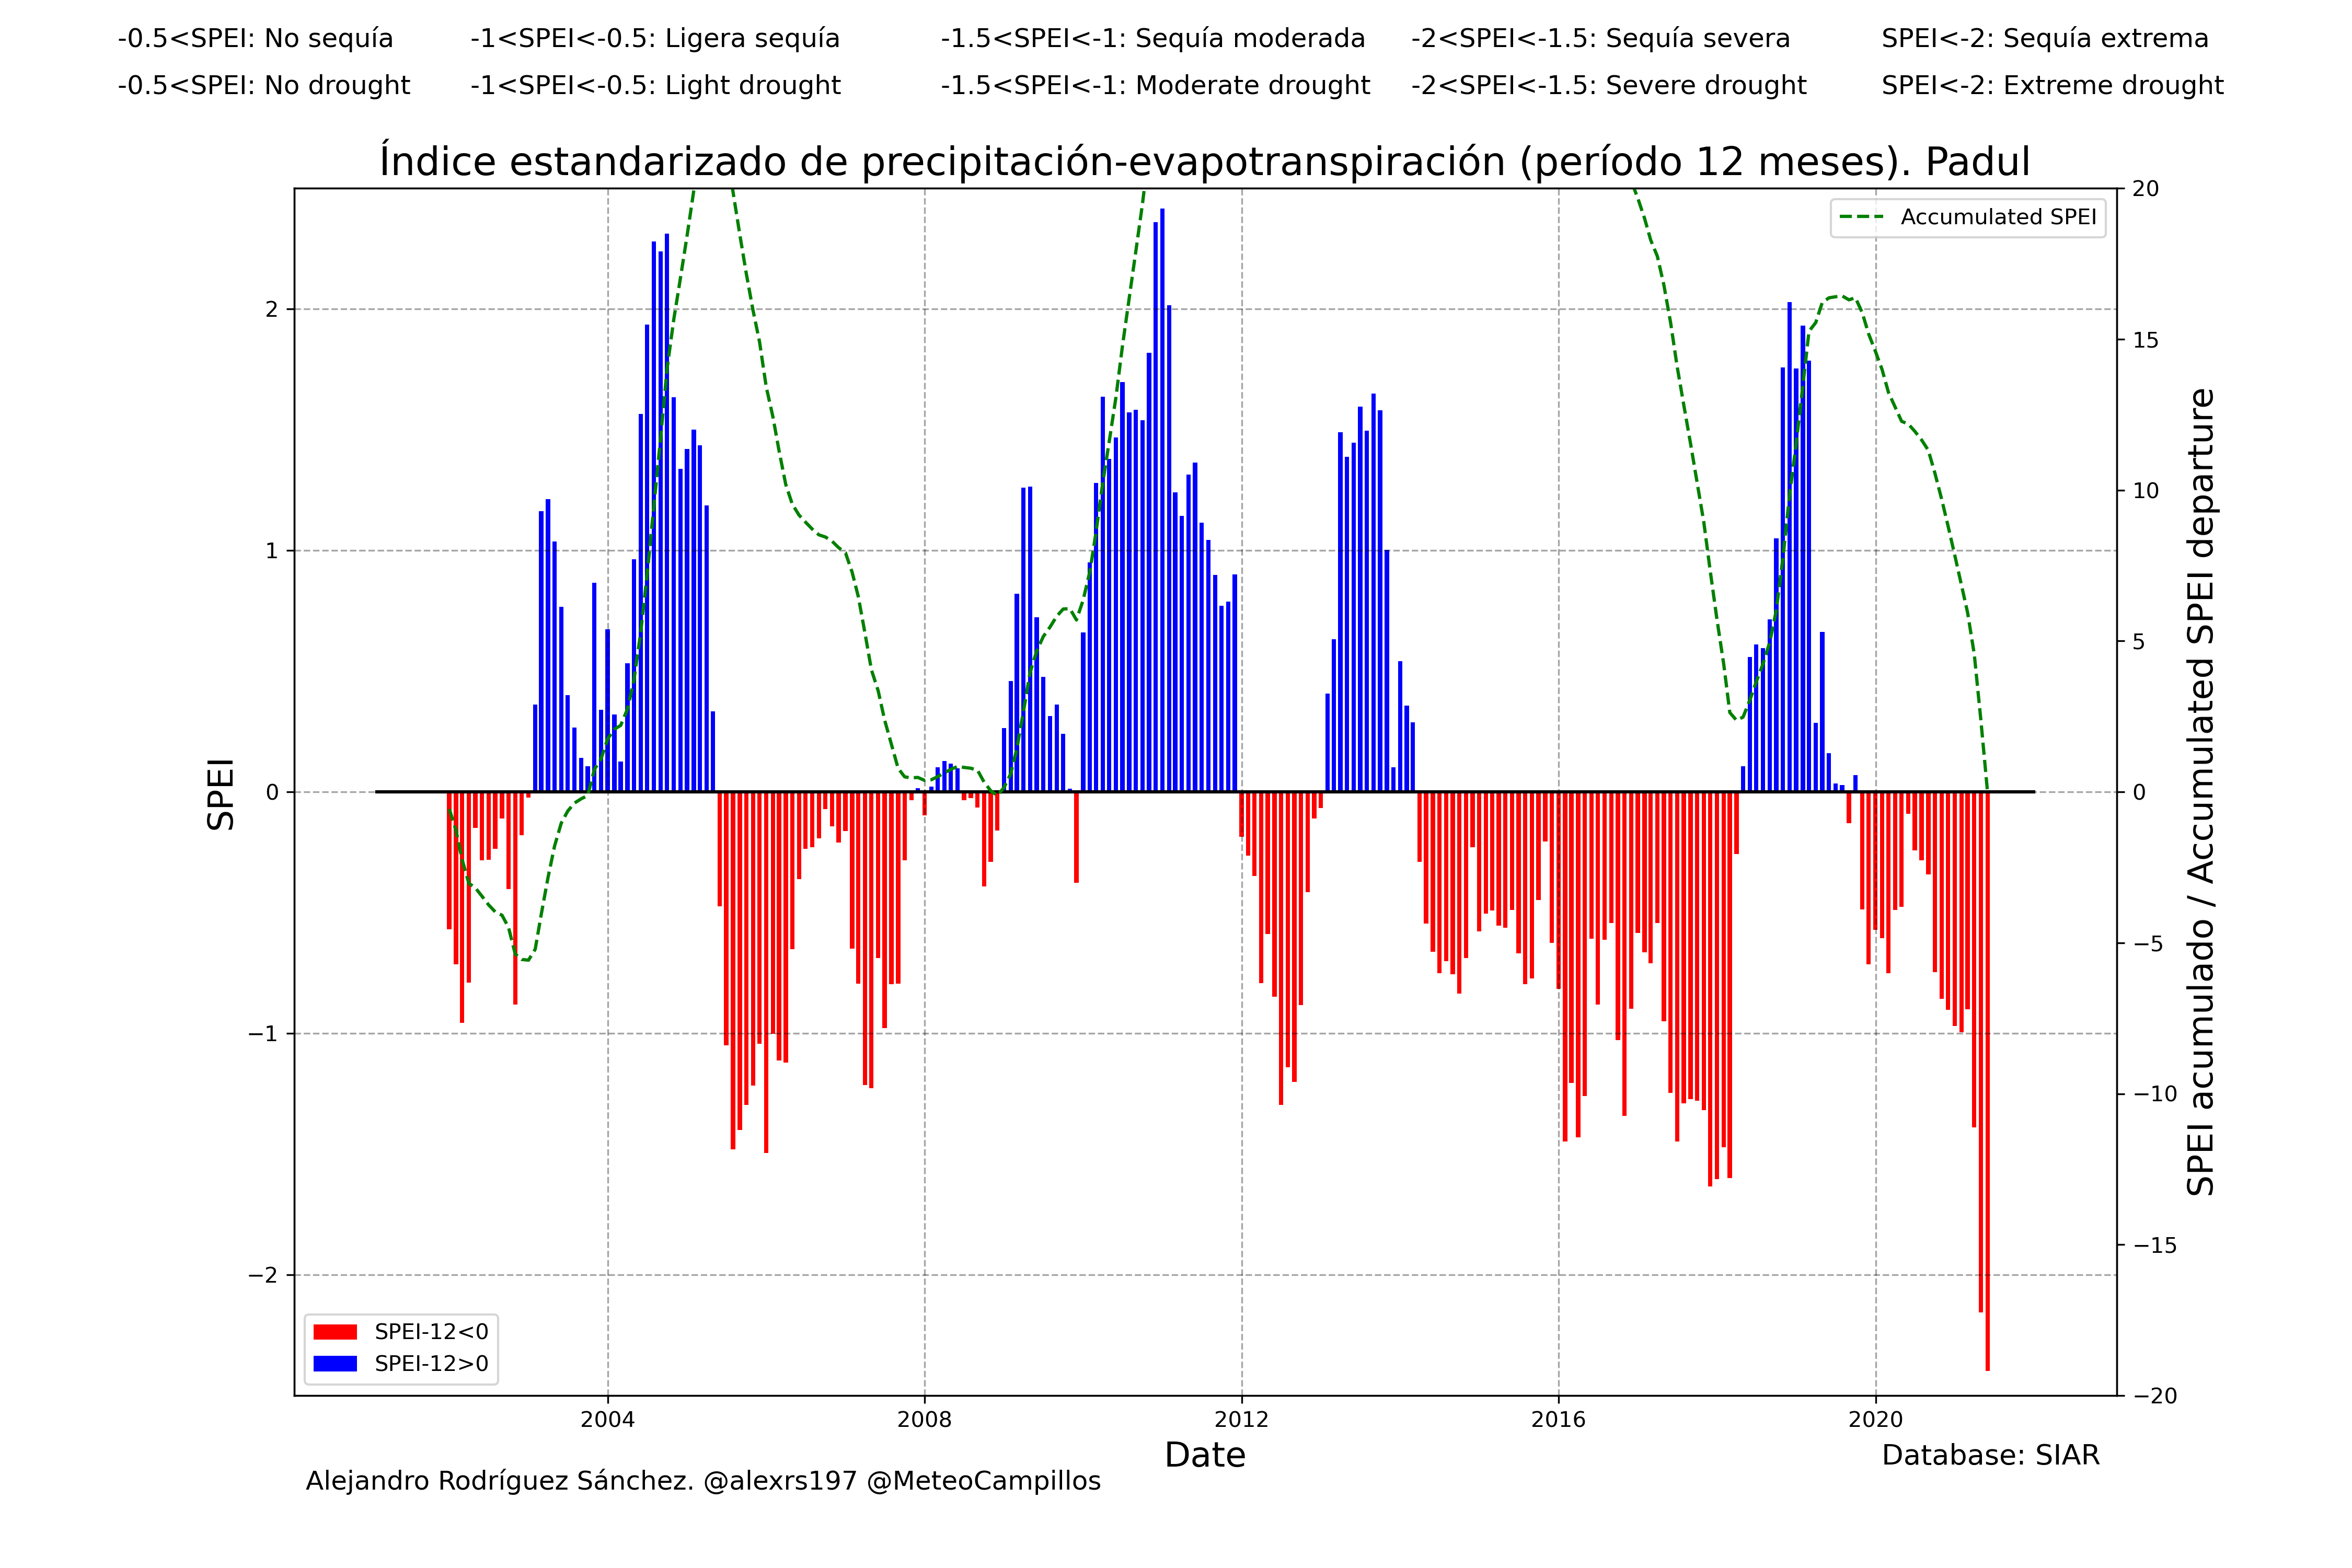 -0.5<SPEI: No sequía -1<SPEI<-0.5: Ligera sequía -1.5<SPEI<-1: Sequía moderada -2<SPEI<-1.5: Sequía severa SPEI<-2: Sequía extrema
-0.5<SPEI: No drought -1<SPEI<-0.5: Light drought -1.5<SPEI<-1: Moderate drought -2<SPEI<-1.5: Severe drought SPEI<-2: Extreme drought
Índice estandarizado de precipitación-evapotranspiración (período 12 meses). Padul
Accumulated SPEI
SPEI
2
1
0
−1
−2
20
15
10
5
0
−5
−10
−15
−20
SPEI acumulado / Accumulated SPEI departure
SPEI-12<0
SPEI-12>0
2004 2008 2012 2016 2020
Date
Database: SIAR
Alejandro Rodríguez Sánchez. @alexrs197 @MeteoCampillos